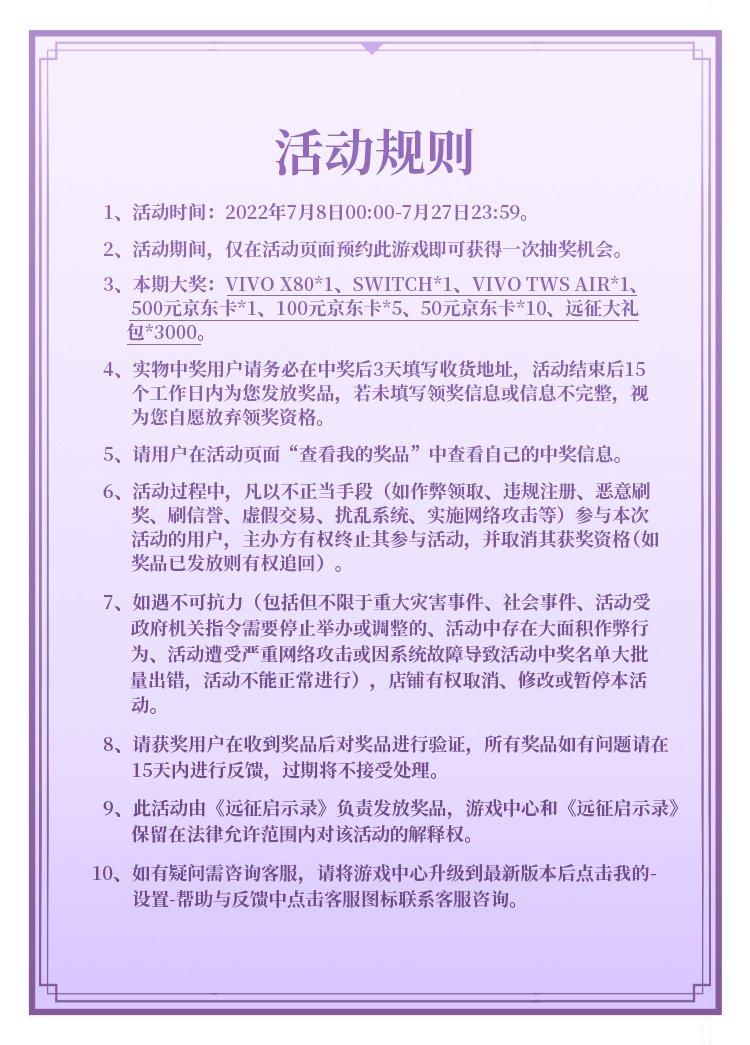 活动规则
1、活动时间：2022年7月8日00:00-7月27日23:59。
2、活动期间，仅在活动页面预约此游戏即可获得一次抽奖机会。
3、本期大奖：VIVO X80*1、SWITCH*1、VIVO TWS AIR*1、
500元京东卡*1、100元京东卡*5、50元京东卡*10、远征大礼
包*3000。
4、实物中奖用户请务必在中奖后3天填写收货地址，活动结束后15
个工作日内为您发放奖品，若未填写领奖信息或信息不完整，视
为您自愿放弃领奖资格。
5、请用户在活动页面“查看我的奖品”中查看自己的中奖信息。
6、活动过程中，凡以不正当手段（如作弊领取、违规注册、恶意刷
奖、刷信誉、虚假交易、扰乱系统、实施网络攻击等）参与本次
活动的用户，主办方有权终止其参与活动，并取消其获奖资格(如
奖品已发放则有权追回）。
7、如遇不可抗力（包括但不限于重大灾害事件、社会事件、活动受
政府机关指令需要停止举办或调整的、活动中存在大面积作弊行
为、活动遭受严重网络攻击或因系统故障导致活动中奖名单大批
量出错，活动不能正常进行），店铺有权取消、修改或暂停本活
动。
8、请获奖用户在收到奖品后对奖品进行验证，所有奖品如有问题请在
15天内进行反馈，过期将不接受处理。
9、此活动由《远征启示录》负责发放奖品，游戏中心和《远征启示录》
保留在法律允许范围内对该活动的解释权。
10、如有疑问需咨询客服，请将游戏中心升级到最新版本后点击我的-
设置-帮助与反馈中点击客服图标联系客服咨询。